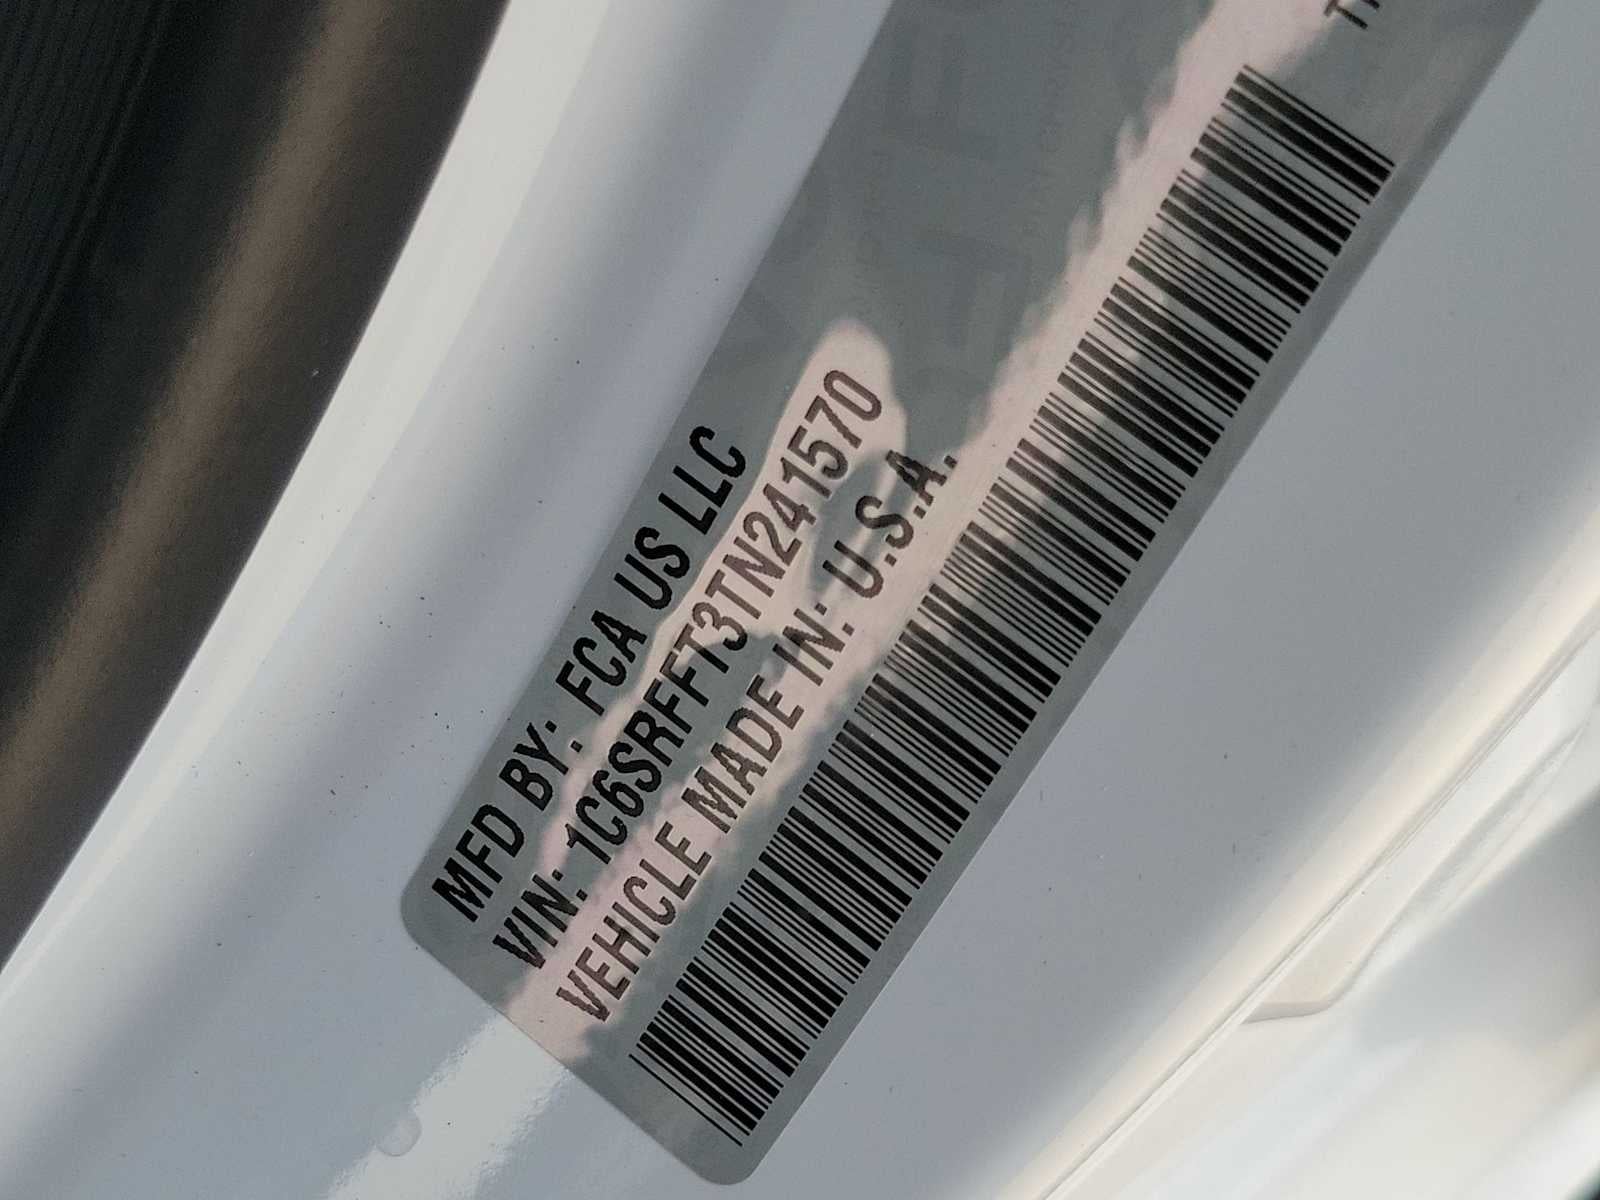 MFD BY: FCA US LLC
VIN: 1C6SRFFT3TN241570
VEHICLE MADE IN: U.S.A.